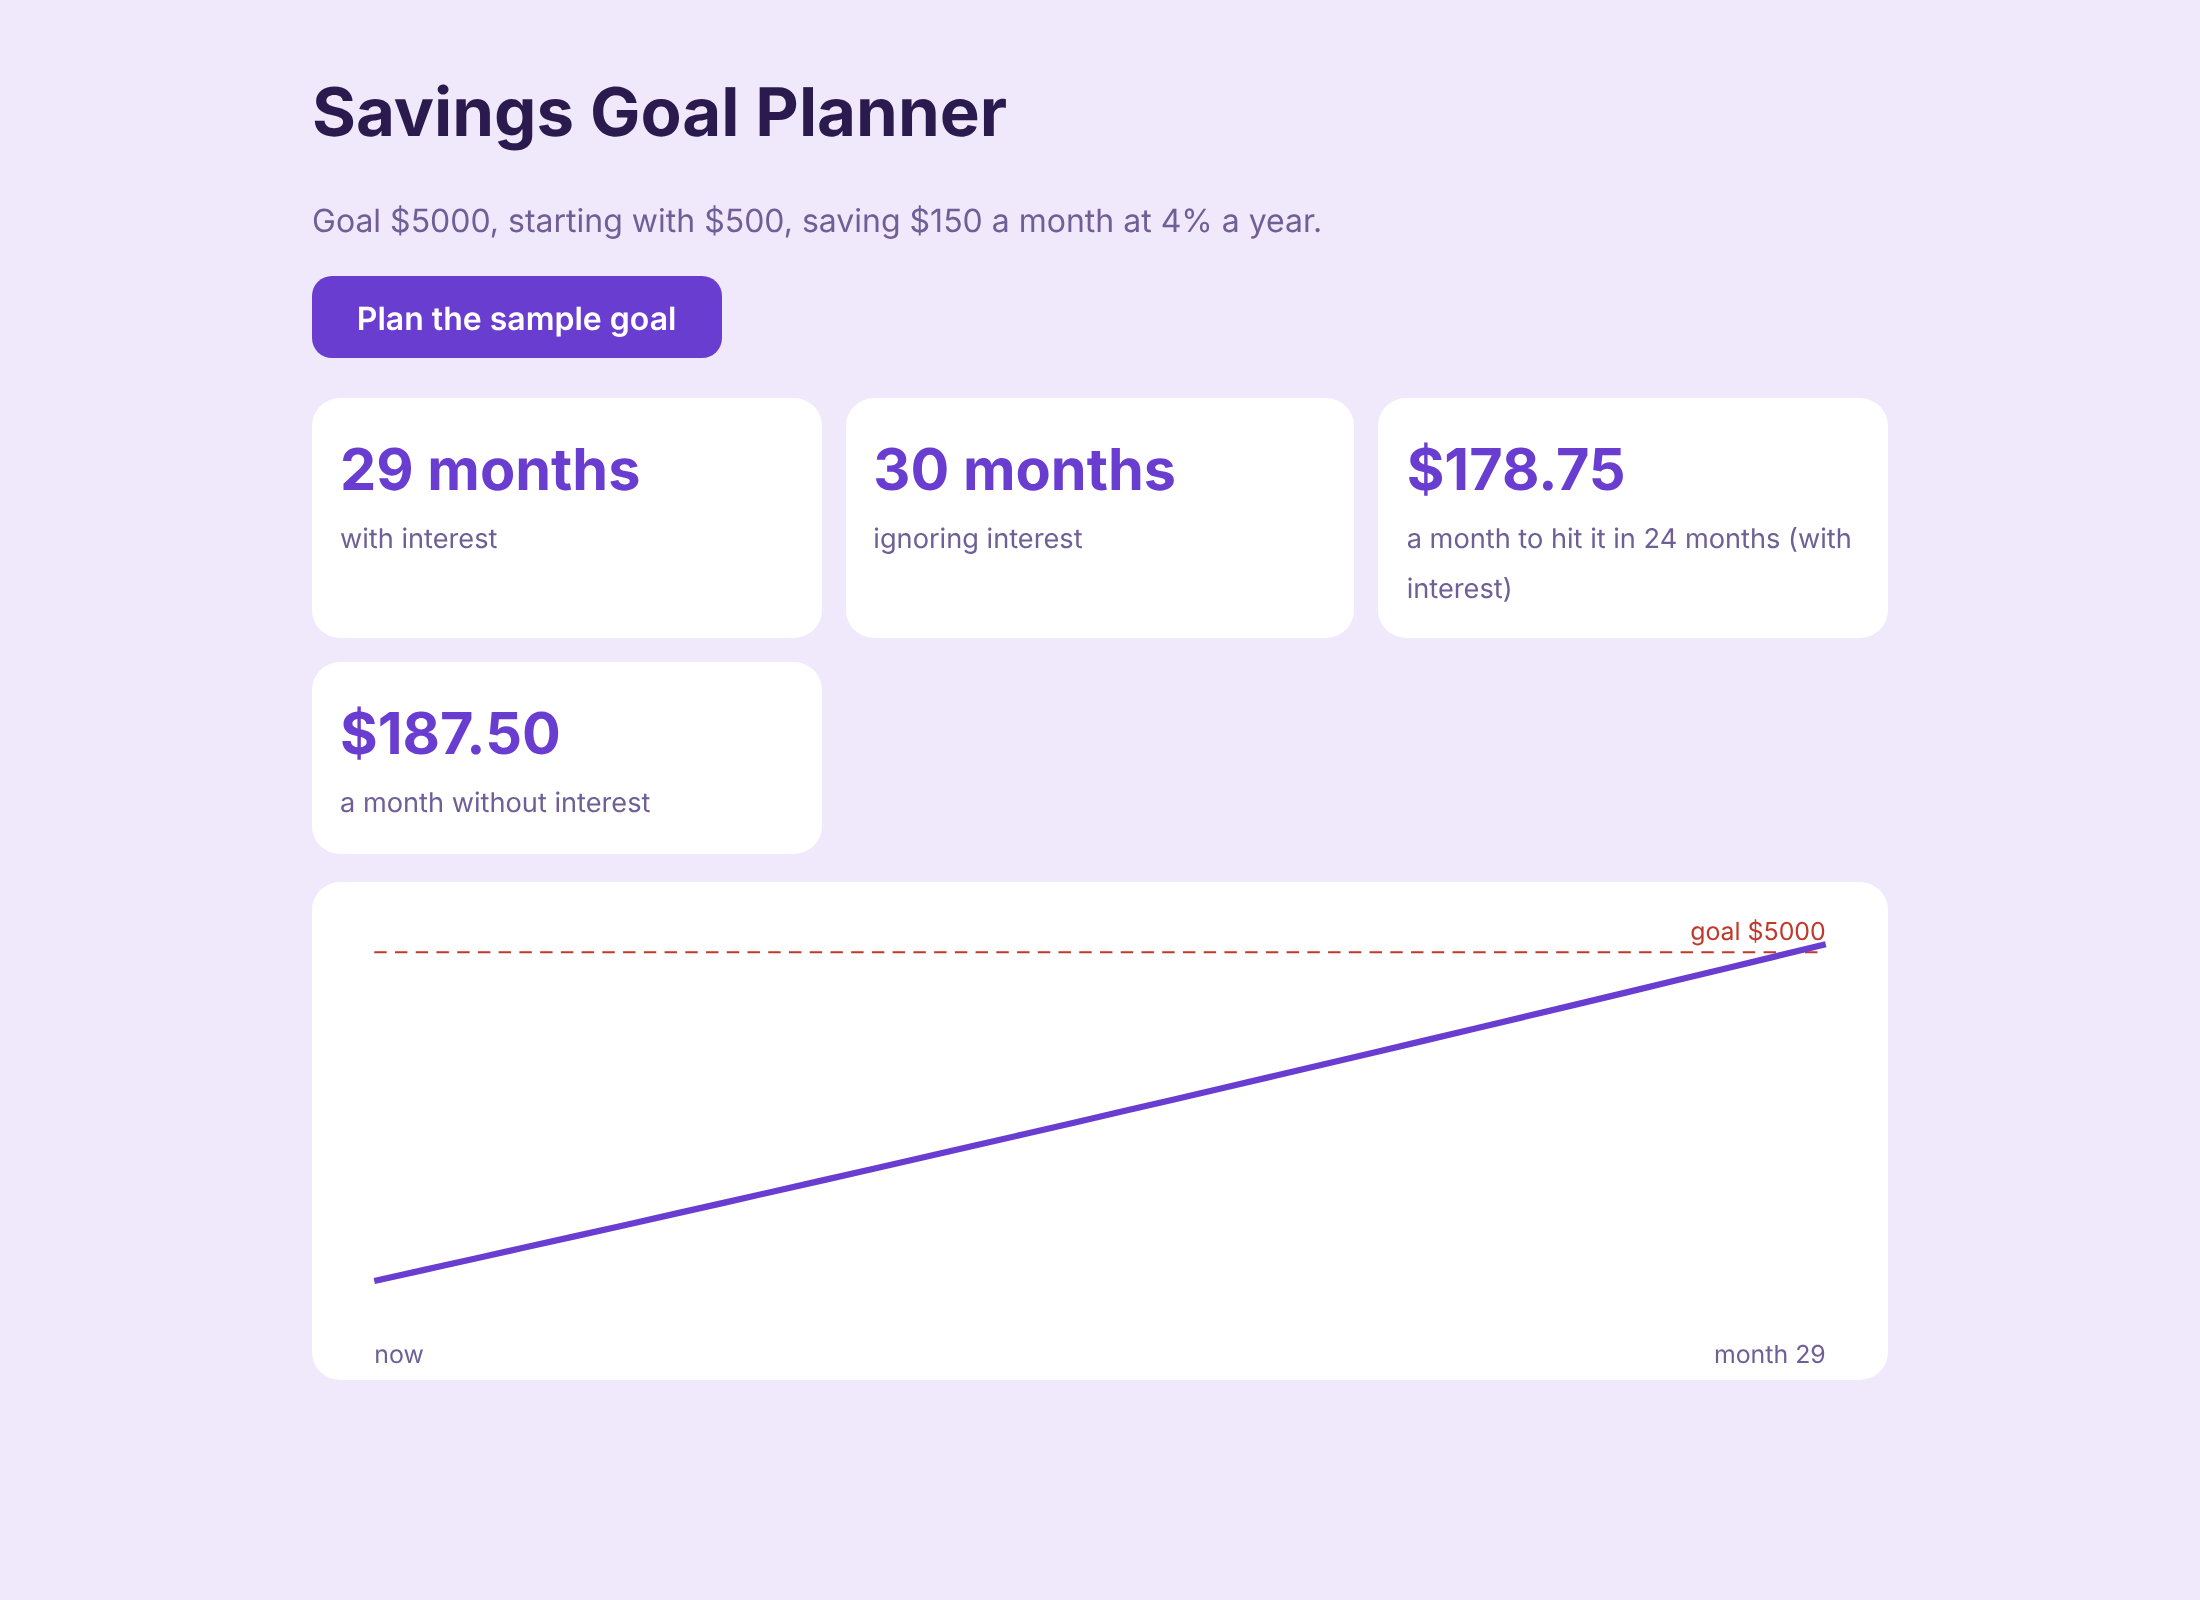 Savings Goal Planner
Goal $5000, starting with $500, saving $150 a month at 4% a year.
Plan the sample goal
29 months
with interest
30 months
ignoring interest
$178.75
a month to hit it in 24 months (with
interest)
$187.50
a month without interest
goal $5000
now
month 29